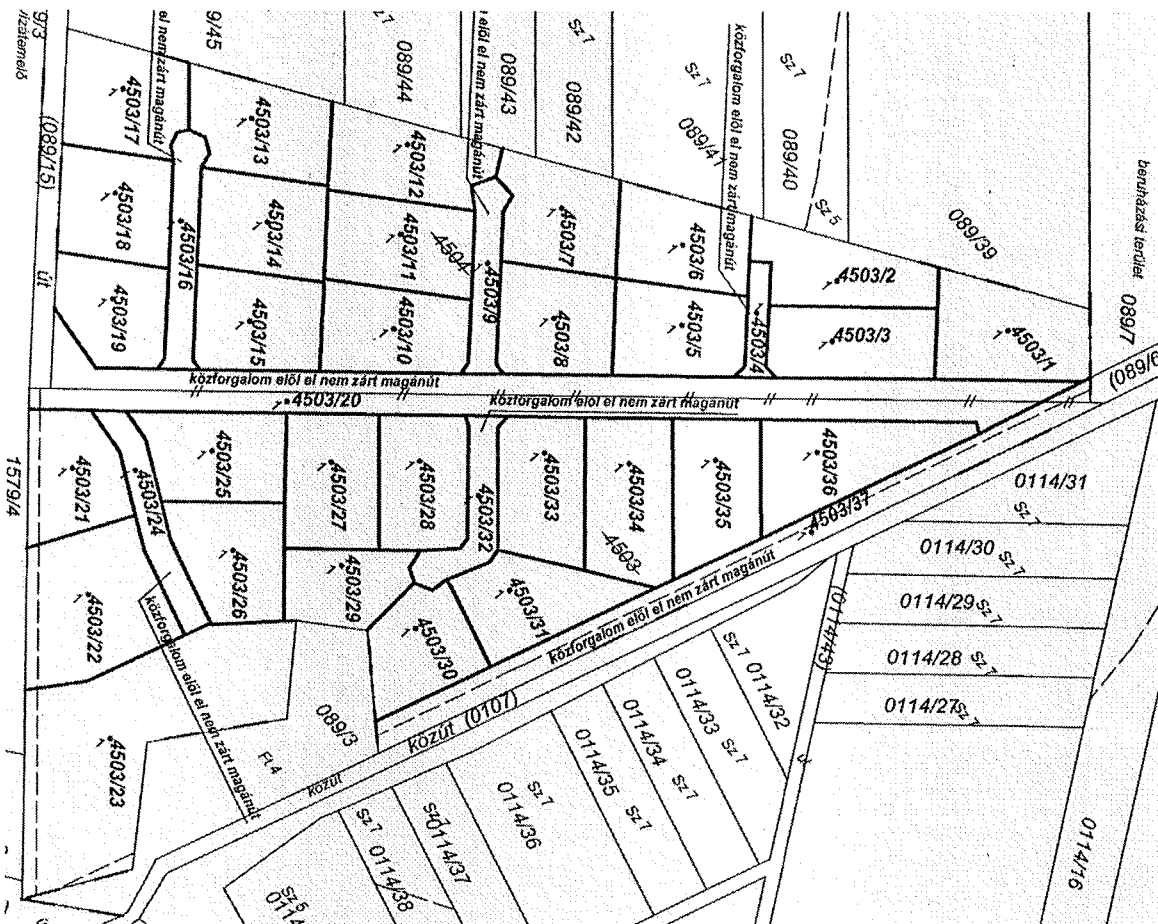 089/45
089/44
el nem zárt magánút
089/43
el nem zárt magánút
Sz 7
Sz 7
089/42
közforgalom elől el nem zárt magánút
Sz 7
089/41
Sz 7
089/40
Sz 5
089/39
beruházási terület
089/7
(089/15)
út
4503/17
4503/13
4503/12
4503/18
4503/16
4503/14
4503/11
4504
4503/9
4503/7
4503/6
4503/2
4503/19
4503/15
4503/10
4503/8
4503/5
4503/4
4503/3
4503/1
közforgalom elől el nem zárt magánút
4503/20
közforgalom elől el nem zárt magánút
1579/4
4503/21
4503/24
4503/25
4503/27
4503/28
4503/32
4503/33
4503/34
4503/35
4503/36
4503/37
4503
4503/22
4503/26
4503/29
4503/30
4503/31
közforgalom elől el nem zárt magánút
közforgalom elől el nem zárt magánút
4503/23
089/3
Ft 4
közút
közút (0107)
0114/31
Sz 7
0114/30
Sz 7
0114/29
Sz 7
0114/28
Sz 7
0114/27
Sz 7
(0114/43)
0114/32
Sz 7
0114/33
Sz 7
0114/34
Sz 7
0114/35
Sz 7
0114/36
Sz 7
0114/37
Sz 7
0114/38
Sz 7
Sz 5
0114/16